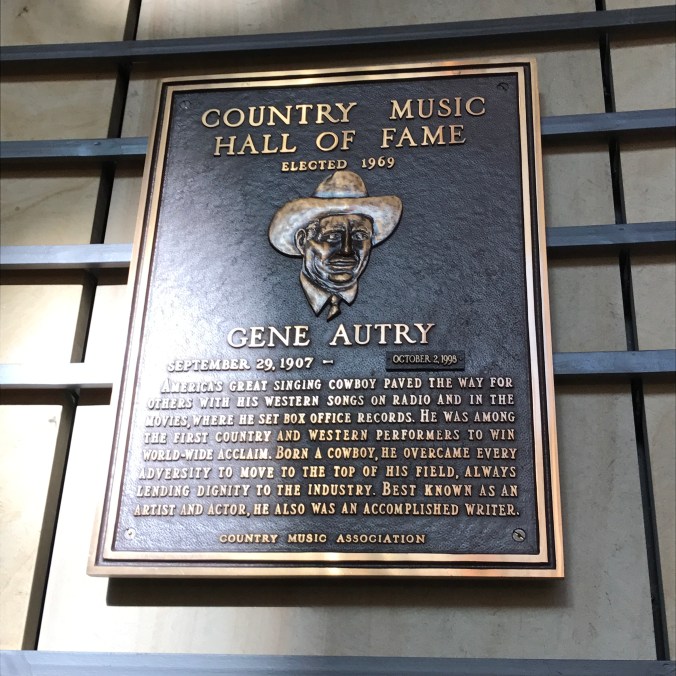 COUNTRY MUSIC
HALL OF FAME
ELECTED 1969
GENE AUTRY
SEPTEMBER 29, 1907 – OCTOBER 2, 1998
AMERICA'S GREAT SINGING COWBOY PAVED THE WAY FOR
OTHERS WITH HIS WESTERN SONGS ON RADIO AND IN THE
MOVIES, WHERE HE SET BOX OFFICE RECORDS. HE WAS AMONG
THE FIRST COUNTRY AND WESTERN PERFORMERS TO WIN
WORLD-WIDE ACCLAIM. BORN A COWBOY, HE OVERCAME EVERY
ADVERSITY TO MOVE TO THE TOP OF HIS FIELD, ALWAYS
LENDING DIGNITY TO THE INDUSTRY. BEST KNOWN AS AN
ARTIST AND ACTOR, HE ALSO WAS AN ACCOMPLISHED WRITER.
COUNTRY MUSIC ASSOCIATION